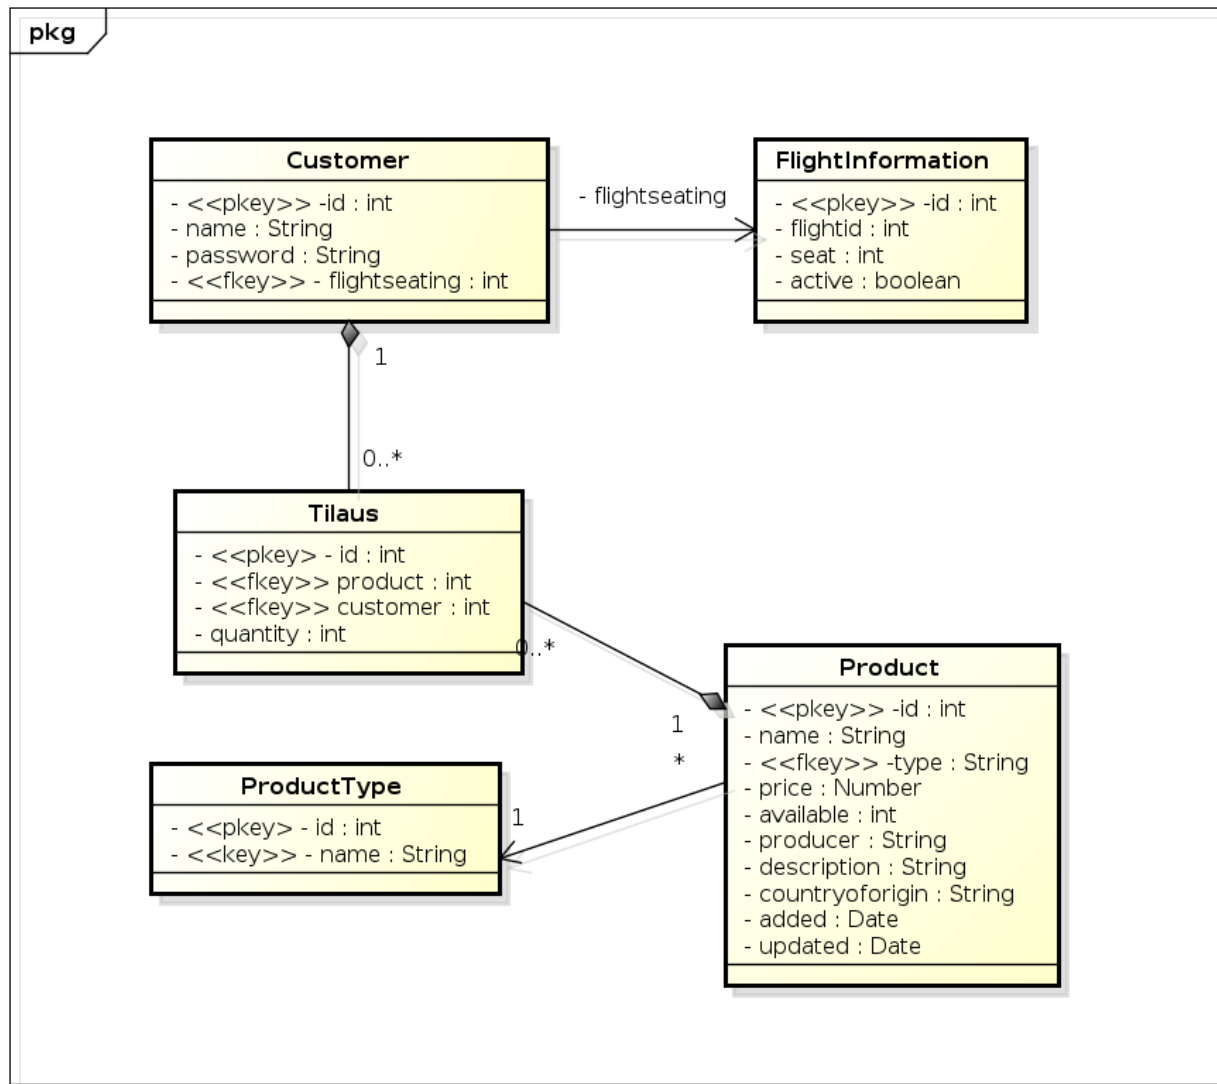 pkg
Customer
- <<pkey>> -id : int
- name : String
- password : String
- <<fkey>> - flightseating : int
- flightseating
FlightInformation
- <<pkey>> -id : int
- flightid : int
- seat : int
- active : boolean
1
0..*
Tilaus
- <<pkey> - id : int
- <<fkey>> product : int
- <<fkey>> customer : int
- quantity : int
0..*
1
*
Product
- <<pkey>> -id : int
- name : String
- <<fkey>> -type : String
- price : Number
- available : int
- producer : String
- description : String
- countryoforigin : String
- added : Date
- updated : Date
ProductType
- <<pkey> - id : int
- <<key>> - name : String
1